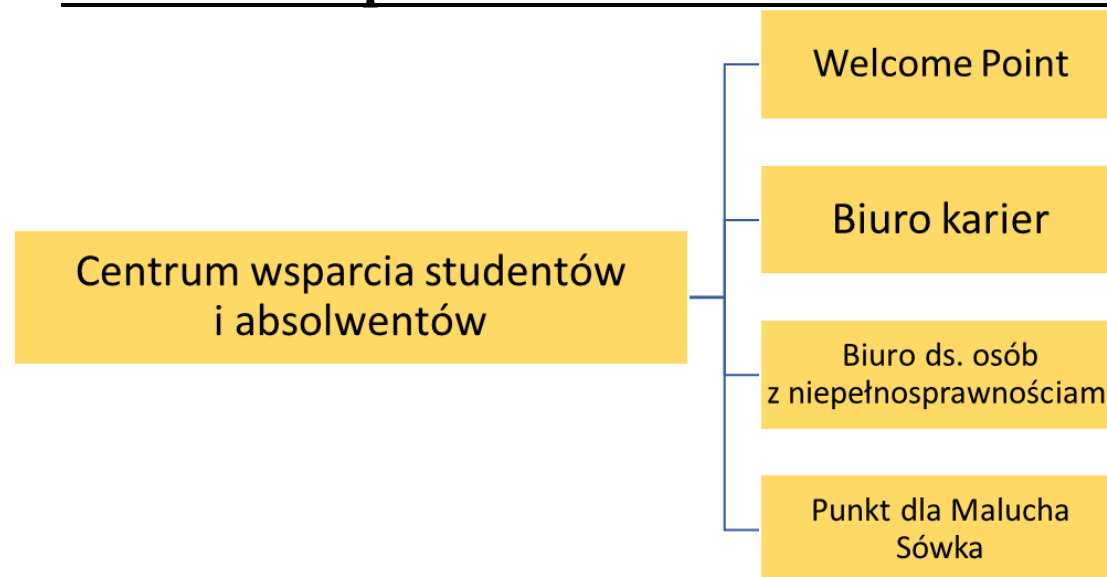 Centrum wsparcia studentów
i absolwentów
Welcome Point
Biuro karier
Biuro ds. osób
z niepełnosprawnościam
Punkt dla Malucha
Sówka